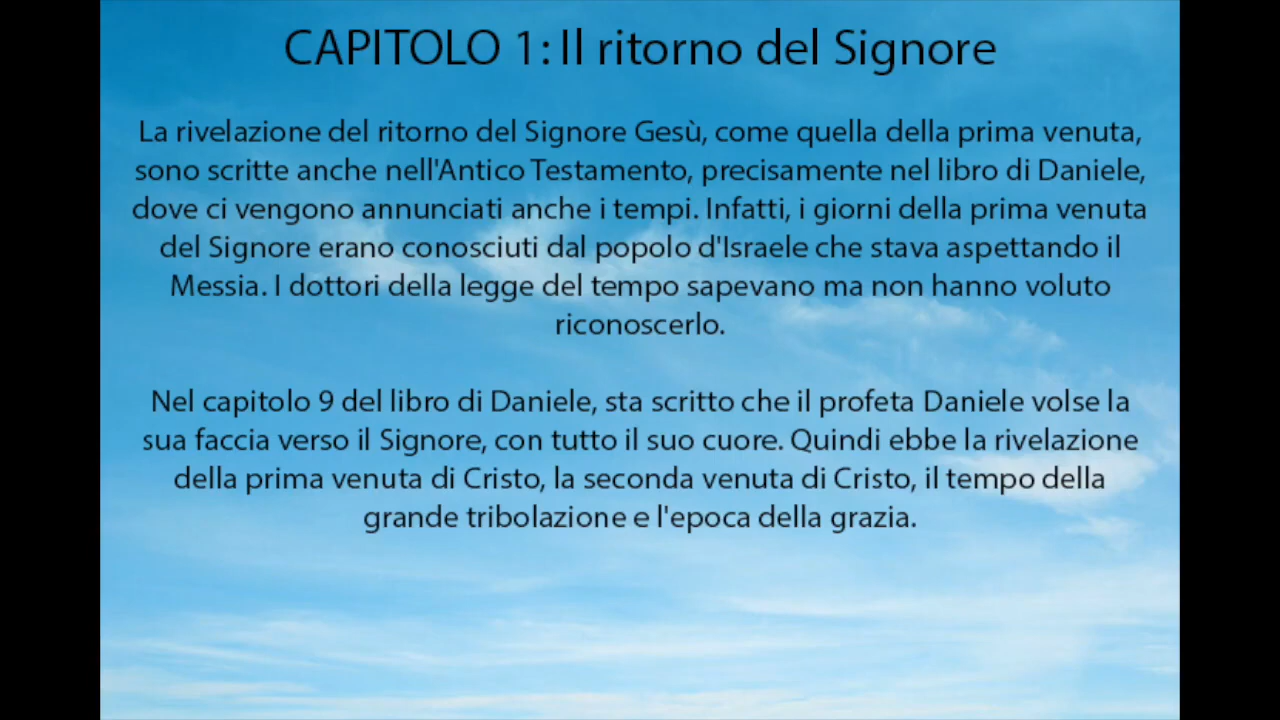 CAPITOLO 1: Il ritorno del Signore
La rivelazione del ritorno del Signore Gesù, come quella della prima venuta,
sono scritte anche nell'Antico Testamento, precisamente nel libro di Daniele,
dove ci vengono annunciati anche i tempi. Infatti, i giorni della prima venuta
del Signore erano conosciuti dal popolo d'Israele che stava aspettando il
Messia. I dottori della legge del tempo sapevano ma non hanno voluto
riconoscerlo.
Nel capitolo 9 del libro di Daniele, sta scritto che il profeta Daniele volse la
sua faccia verso il Signore, con tutto il suo cuore. Quindi ebbe la rivelazione
della prima venuta di Cristo, la seconda venuta di Cristo, il tempo della
grande tribolazione e l'epoca della grazia.